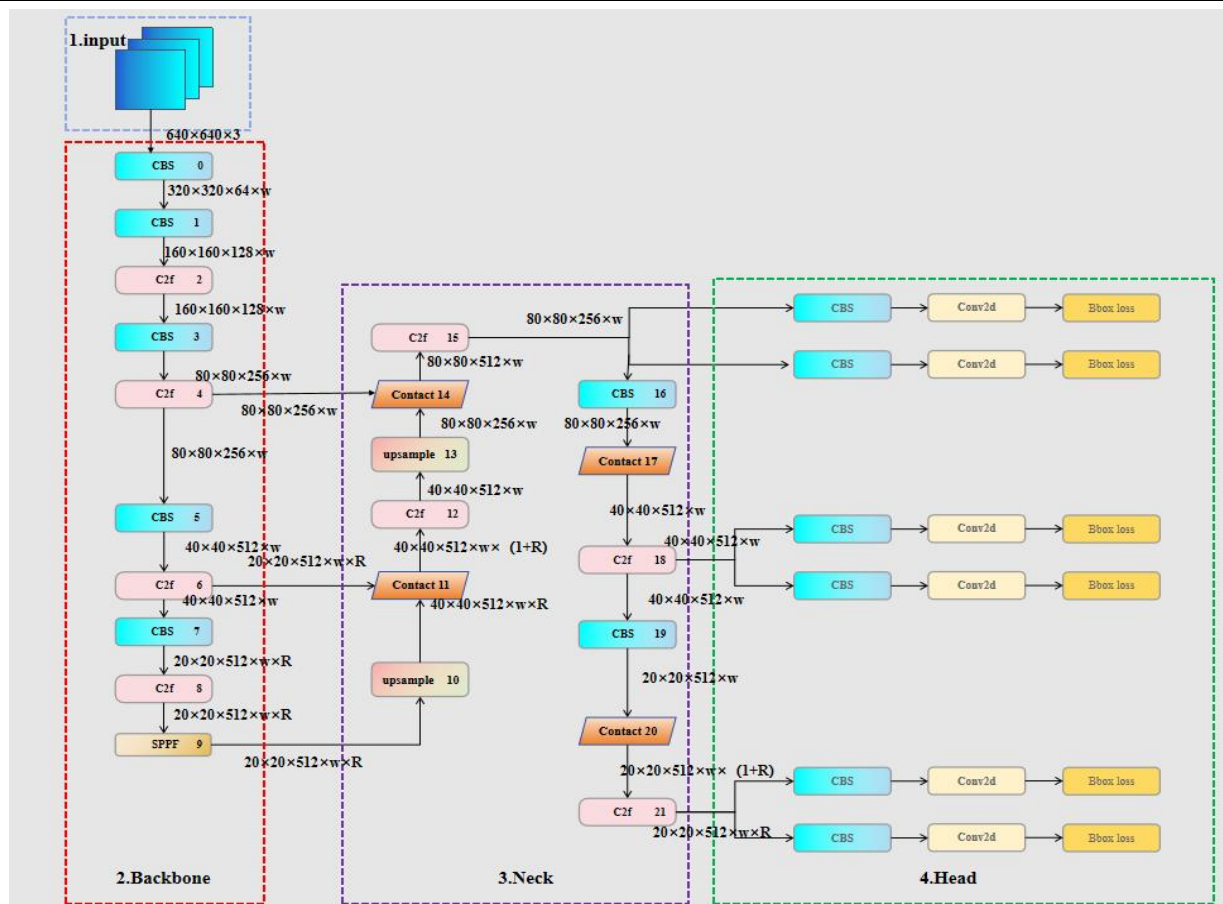 1.input
640×640×3
CBS 0
320×320×64×w
CBS 1
160×160×128×w
C2f 2
160×160×128×w
CBS 3
80×80×256×w
C2f 4
80×80×256×w
80×80×256×w
CBS 5
40×40×512×w
20×20×512×w×R
C2f 6
40×40×512×w
CBS 7
20×20×512×w×R
C2f 8
20×20×512×w×R
SPPF 9
20×20×512×w×R
2.Backbone
C2f 15
80×80×512×w
Contact 14
80×80×256×w
upsample 13
40×40×512×w
C2f 12
40×40×512×w× (1+R)
Contact 11
40×40×512×w×R
upsample 10
80×80×256×w
CBS 16
80×80×256×w
Contact 17
40×40×512×w
C2f 18
40×40×512×w
40×40×512×w
CBS 19
20×20×512×w
Contact 20
20×20×512×w× (1+R)
C2f 21
20×20×512×w×R
3.Neck
CBS Conv2d Bbox loss
CBS Conv2d Bbox loss
CBS Conv2d Bbox loss
CBS Conv2d Bbox loss
CBS Conv2d Bbox loss
CBS Conv2d Bbox loss
4.Head